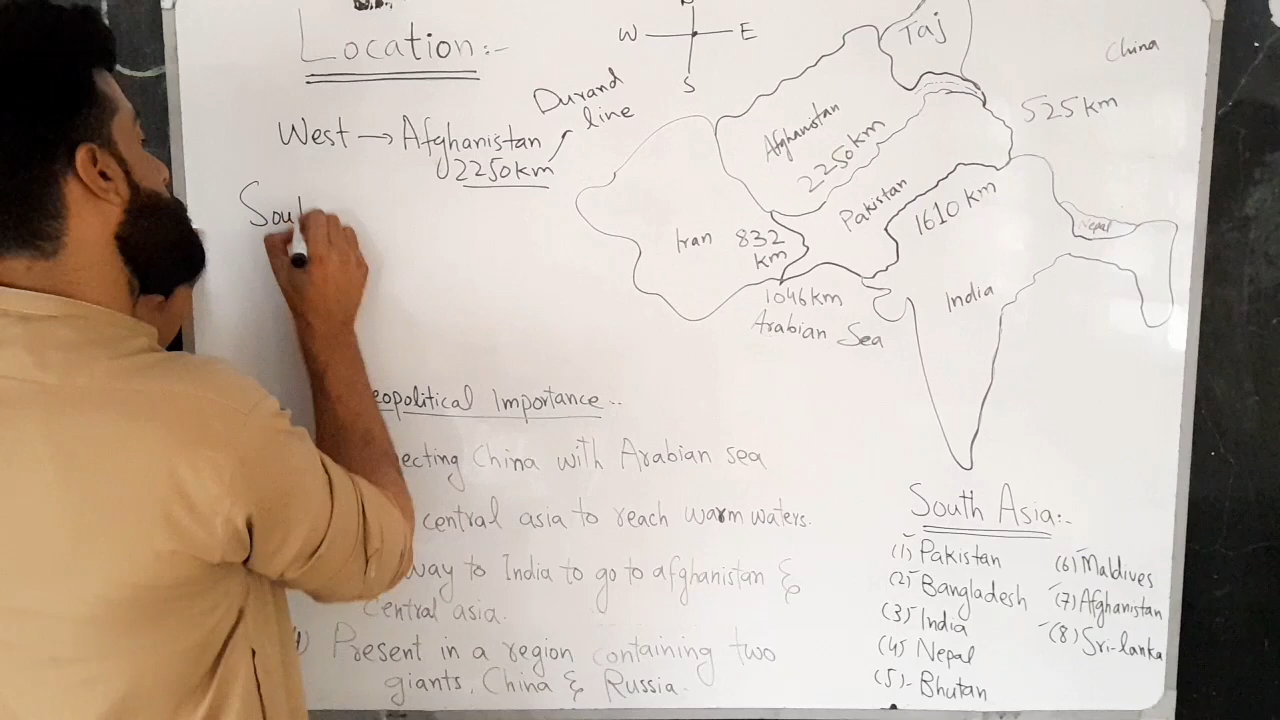 Location:-
West → Afghanistan
2250km
Durand
line
Sout
W E
S
Taj
China
Afghanistan
2250km
525km
Pakistan
1610 km
Nepal
Iran 832
km
1046km
Arabian Sea
India
eopolitical Importance:-
ecting China with Arabian sea
central asia to reach warm waters.
way to India to go to afghanistan &
Central asia.
4) Present in a region containing two
giants, China & Russia.
South Asia:-
(1) Pakistan
(2) Bangladesh
(3) India
(4) Nepal
(5)- Bhutan
(6) Maldives
(7) Afghanistan
(8) Sri-lanka